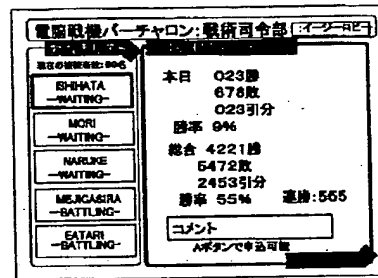 電脳戦機バーチャロン:戦術司令部
ISHIHATA
—WAITING—
MORI
—WAITING—
NARUKE
—WAITING—
MEJIGASIRA
—BATTLING—
EATARI
—BATTLING—
本日 023勝
678敗
023引分
勝率 9%
総合 4221勝
5472敗
2453引分
勝率 55% 連勝:565
コメント
Aボタンで申込可能